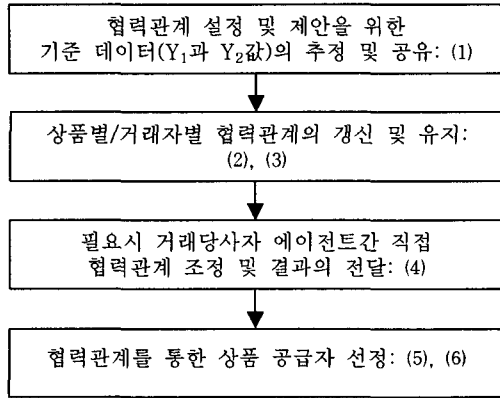 협력관계 설정 및 제안을 위한
기준 데이터(Y₁과 Y₂값)의 추정 및 공유: (1)
상품별/거래자별 협력관계의 갱신 및 유지:
(2), (3)
필요시 거래당사자 에이전트간 직접
협력관계 조정 및 결과의 전달: (4)
협력관계를 통한 상품 공급자 선정: (5), (6)